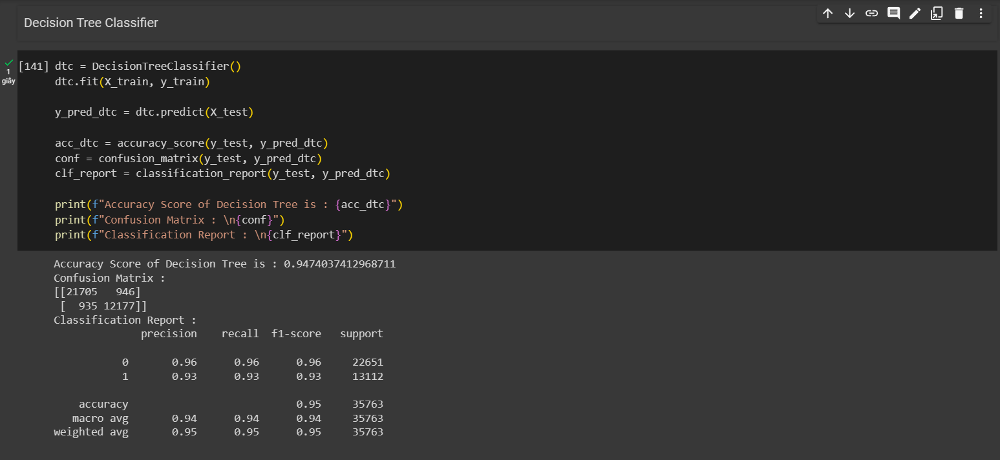 Decision Tree Classifier
1
giây
[141] dtc = DecisionTreeClassifier()
dtc.fit(X_train, y_train)
y_pred_dtc = dtc.predict(X_test)
acc_dtc = accuracy_score(y_test, y_pred_dtc)
conf = confusion_matrix(y_test, y_pred_dtc)
clf_report = classification_report(y_test, y_pred_dtc)
print(f"Accuracy Score of Decision Tree is : {acc_dtc}")
print(f"Confusion Matrix : \n{conf}")
print(f"Classification Report : \n{clf_report}")
Accuracy Score of Decision Tree is : 0.9474037412968711
Confusion Matrix :
[[21705   946]
 [  935 12177]]
Classification Report :
              precision    recall  f1-score   support
           0       0.96      0.96      0.96     22651
           1       0.93      0.93      0.93     13112
    accuracy                           0.95     35763
   macro avg       0.94      0.94      0.94     35763
weighted avg       0.95      0.95      0.95     35763